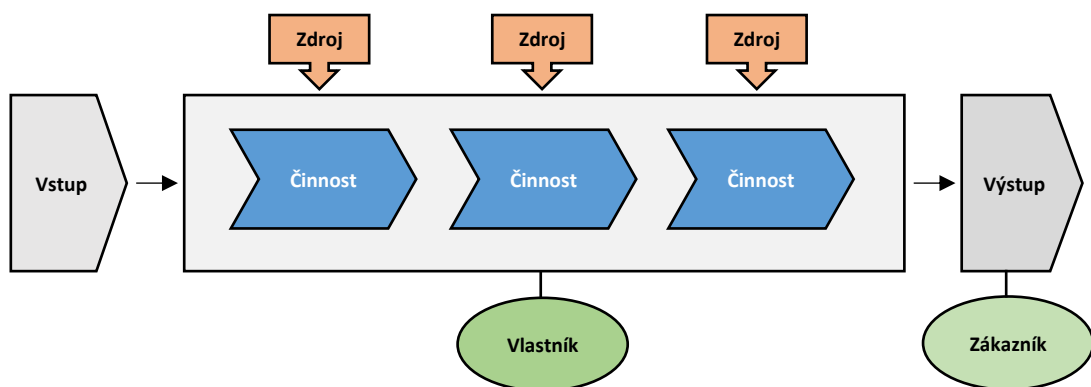 Zdroj
Zdroj
Zdroj
Vstup
Činnost
Činnost
Činnost
Výstup
Vlastník
Zákazník